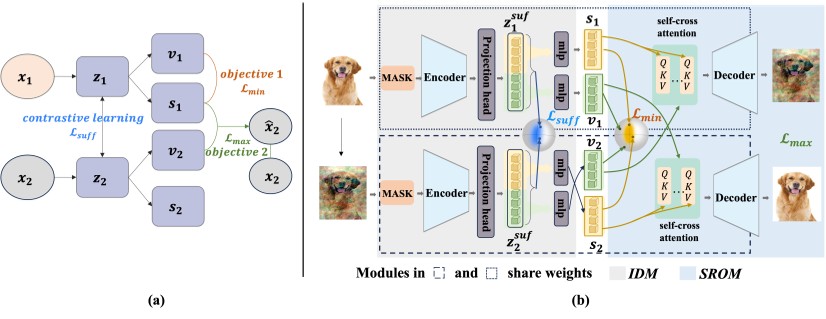 x₁
z₁
v₁
s₁
objective 1
ℒmin
contrastive learning
ℒsuff
ℒmax
objective 2
x̂₂
x₂
z₂
v₂
s₂
x₂
(a)
MASK
Encoder
Projection head
z₁suf
mlp
mlp
s₁
v₁
self-cross
attention
Q
K
V
...
Q
K
V
Decoder
ℒsuff
ℒmin
ℒmax
MASK
Encoder
Projection head
z₂suf
mlp
mlp
v₂
s₂
Q
K
V
...
Q
K
V
self-cross
attention
Decoder
Modules in and share weights
IDM
SROM
(b)